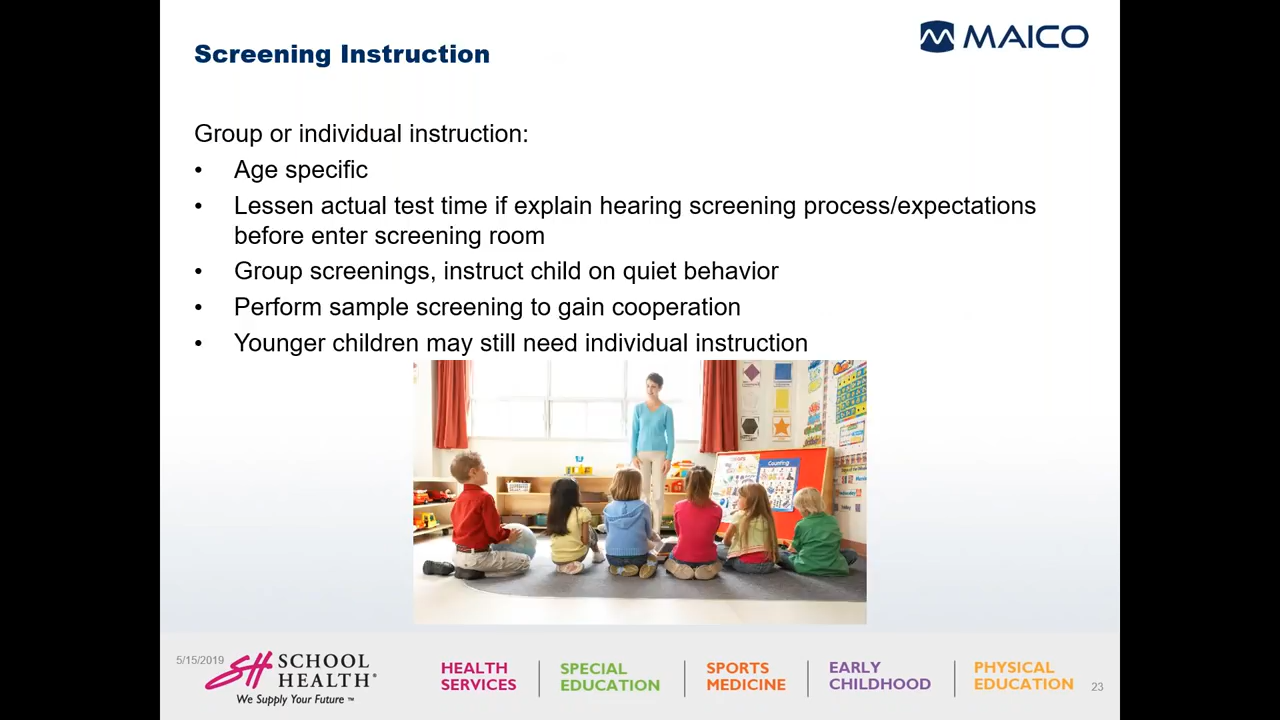 Screening Instruction
MAICO
Group or individual instruction:
• Age specific
• Lessen actual test time if explain hearing screening process/expectations
before enter screening room
• Group screenings, instruct child on quiet behavior
• Perform sample screening to gain cooperation
• Younger children may still need individual instruction
Counting
5/15/2019
SH SCHOOL
HEALTH®
We Supply Your Future™
HEALTH
SERVICES
SPECIAL
EDUCATION
SPORTS
MEDICINE
EARLY
CHILDHOOD
PHYSICAL
EDUCATION
23